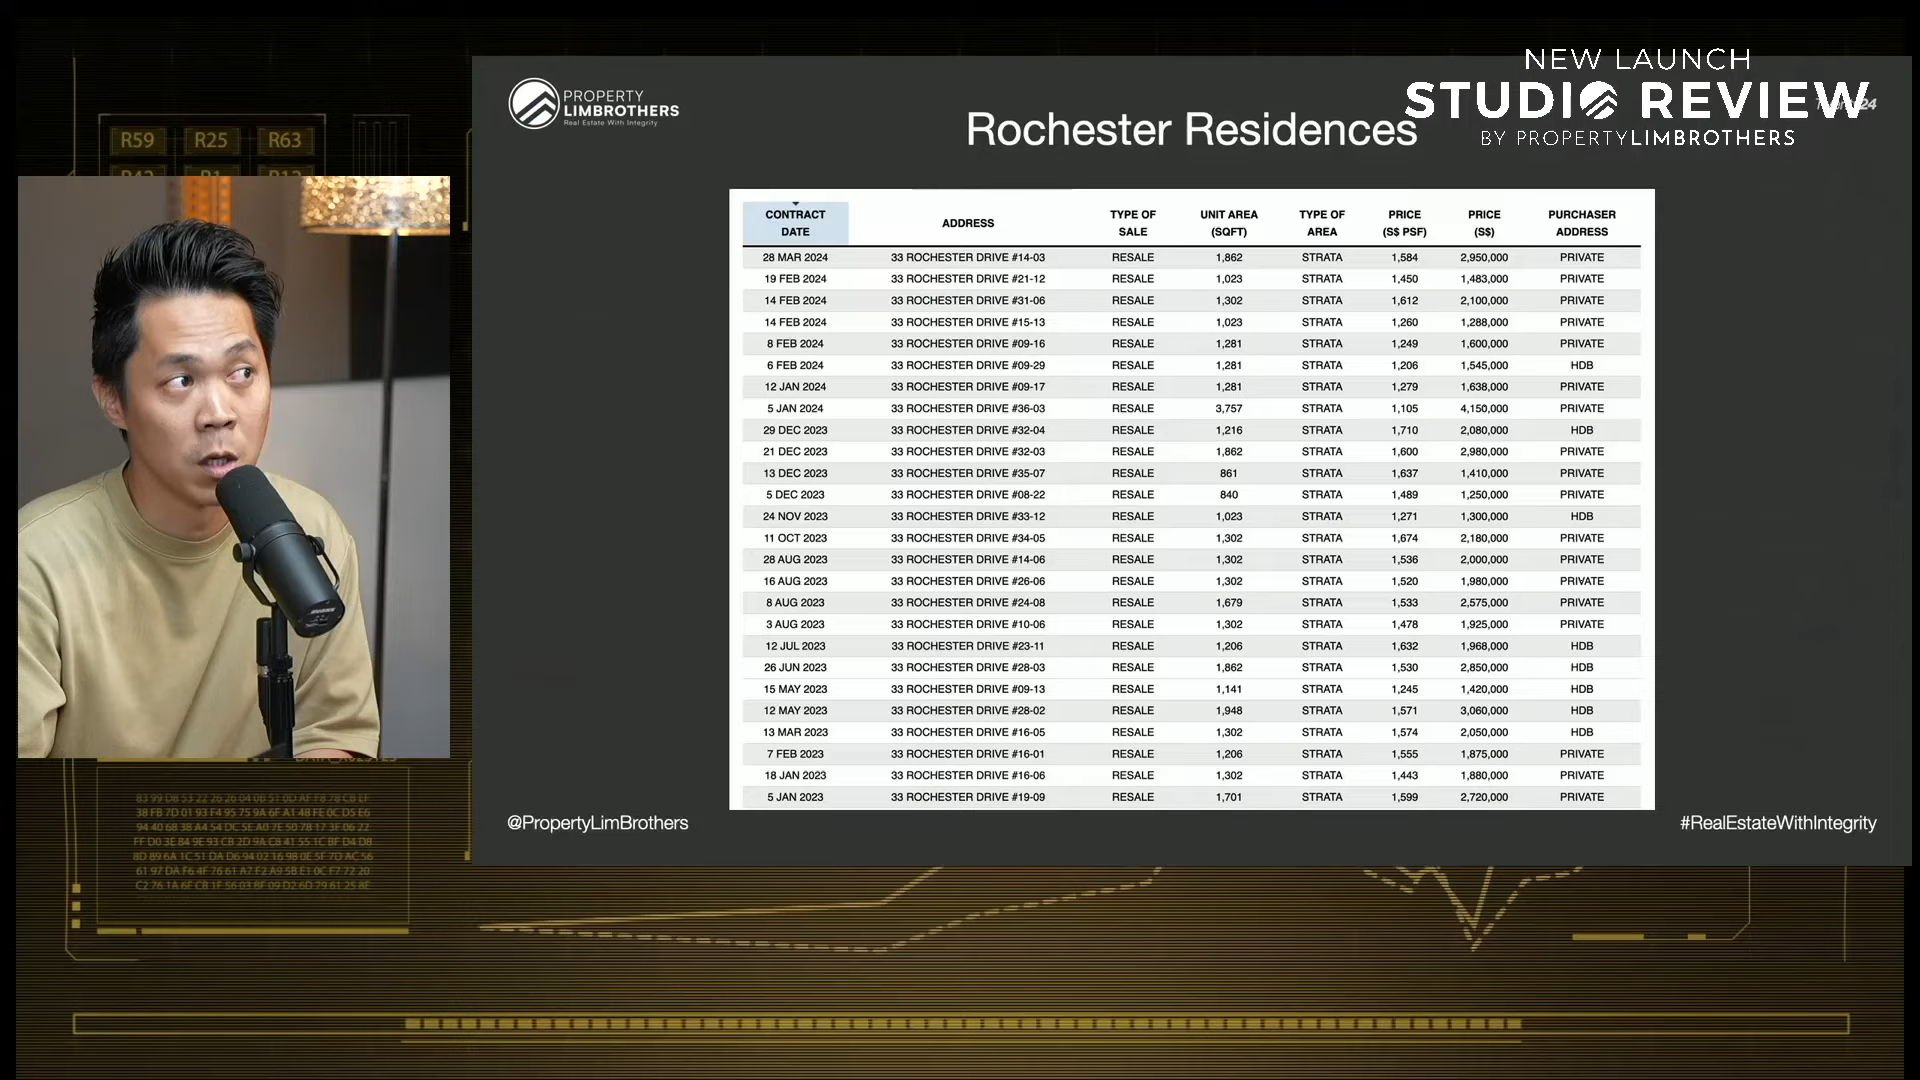 NEW LAUNCH
STUDIO REVIEW
BY PROPERTYLIMBROTHERS
PROPERTY
LIMBROTHERS
Real Estate With Integrity
Rochester Residences
R59 R25 R63
CONTRACT DATE ADDRESS TYPE OF SALE UNIT AREA (SQFT) TYPE OF AREA PRICE (S$ PSF) PRICE (S$) PURCHASER ADDRESS
28 MAR 2024 33 ROCHESTER DRIVE #14-03 RESALE 1,862 STRATA 1,584 2,950,000 PRIVATE
19 FEB 2024 33 ROCHESTER DRIVE #21-12 RESALE 1,023 STRATA 1,450 1,483,000 PRIVATE
14 FEB 2024 33 ROCHESTER DRIVE #31-06 RESALE 1,302 STRATA 1,612 2,100,000 PRIVATE
14 FEB 2024 33 ROCHESTER DRIVE #15-13 RESALE 1,023 STRATA 1,260 1,288,000 PRIVATE
8 FEB 2024 33 ROCHESTER DRIVE #09-16 RESALE 1,281 STRATA 1,249 1,600,000 PRIVATE
6 FEB 2024 33 ROCHESTER DRIVE #09-29 RESALE 1,281 STRATA 1,206 1,545,000 HDB
12 JAN 2024 33 ROCHESTER DRIVE #09-17 RESALE 1,281 STRATA 1,279 1,638,000 PRIVATE
5 JAN 2024 33 ROCHESTER DRIVE #36-03 RESALE 3,757 STRATA 1,105 4,150,000 PRIVATE
29 DEC 2023 33 ROCHESTER DRIVE #32-04 RESALE 1,216 STRATA 1,710 2,080,000 HDB
21 DEC 2023 33 ROCHESTER DRIVE #32-03 RESALE 1,862 STRATA 1,600 2,980,000 PRIVATE
13 DEC 2023 33 ROCHESTER DRIVE #35-07 RESALE 861 STRATA 1,637 1,410,000 PRIVATE
5 DEC 2023 33 ROCHESTER DRIVE #08-22 RESALE 840 STRATA 1,489 1,250,000 PRIVATE
24 NOV 2023 33 ROCHESTER DRIVE #33-12 RESALE 1,023 STRATA 1,271 1,300,000 HDB
11 OCT 2023 33 ROCHESTER DRIVE #34-05 RESALE 1,302 STRATA 1,674 2,180,000 PRIVATE
28 AUG 2023 33 ROCHESTER DRIVE #14-06 RESALE 1,302 STRATA 1,536 2,000,000 PRIVATE
16 AUG 2023 33 ROCHESTER DRIVE #26-06 RESALE 1,302 STRATA 1,520 1,980,000 PRIVATE
8 AUG 2023 33 ROCHESTER DRIVE #24-08 RESALE 1,679 STRATA 1,533 2,575,000 PRIVATE
3 AUG 2023 33 ROCHESTER DRIVE #10-06 RESALE 1,302 STRATA 1,478 1,925,000 PRIVATE
12 JUL 2023 33 ROCHESTER DRIVE #23-11 RESALE 1,206 STRATA 1,632 1,968,000 HDB
26 JUN 2023 33 ROCHESTER DRIVE #28-03 RESALE 1,862 STRATA 1,530 2,850,000 HDB
15 MAY 2023 33 ROCHESTER DRIVE #09-13 RESALE 1,141 STRATA 1,245 1,420,000 HDB
12 MAY 2023 33 ROCHESTER DRIVE #28-02 RESALE 1,948 STRATA 1,571 3,060,000 HDB
13 MAR 2023 33 ROCHESTER DRIVE #16-05 RESALE 1,302 STRATA 1,574 2,050,000 HDB
7 FEB 2023 33 ROCHESTER DRIVE #16-01 RESALE 1,206 STRATA 1,555 1,875,000 PRIVATE
18 JAN 2023 33 ROCHESTER DRIVE #16-06 RESALE 1,302 STRATA 1,443 1,880,000 PRIVATE
5 JAN 2023 33 ROCHESTER DRIVE #19-09 RESALE 1,701 STRATA 1,599 2,720,000 PRIVATE
@PropertyLimBrothers
#RealEstateWithIntegrity